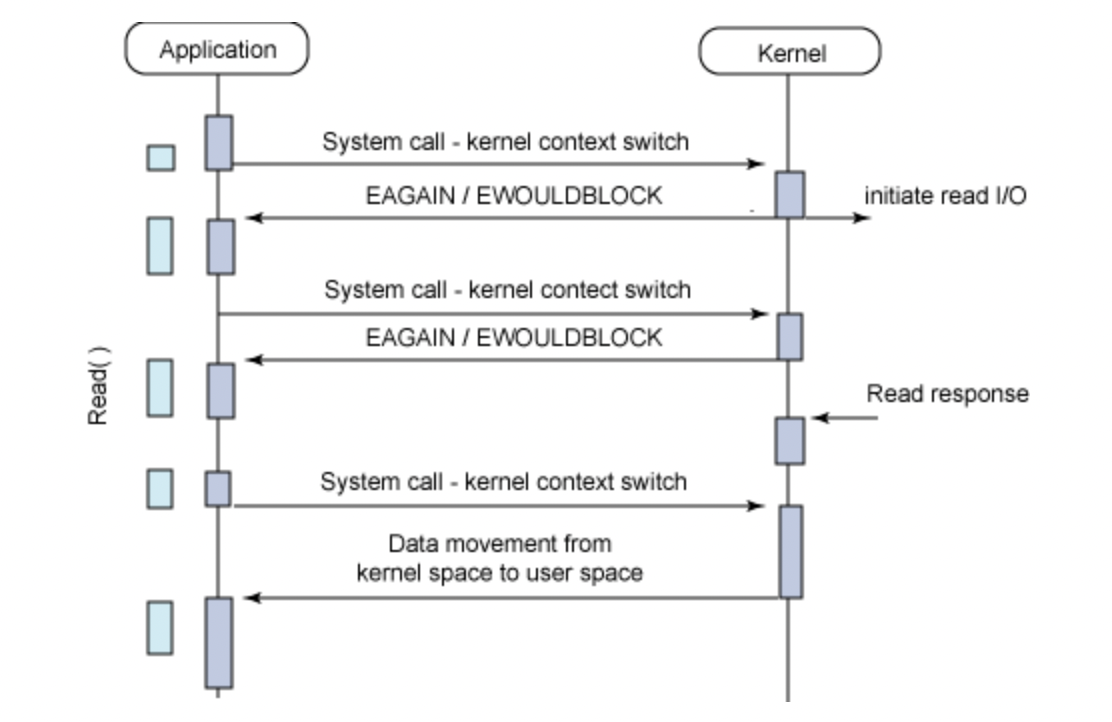 Application
Kernel
System call - kernel context switch
EAGAIN / EWOULDBLOCK
initiate read I/O
System call - kernel contect switch
EAGAIN / EWOULDBLOCK
Read( )
Read response
System call - kernel context switch
Data movement from
kernel space to user space